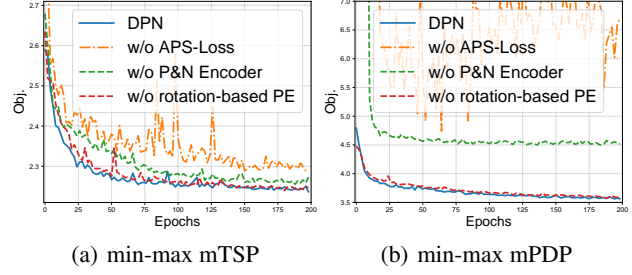 2.7
2.6
2.5
2.4
2.3
Obj.
DPN
w/o APS-Loss
w/o P&N Encoder
w/o rotation-based PE
0 25 50 75 100 125 150 175 200
Epochs
(a) min-max mTSP
7.0
6.5
6.0
5.5
5.0
4.5
4.0
3.5
Obj.
DPN
w/o APS-Loss
w/o P&N Encoder
w/o rotation-based PE
0 25 50 75 100 125 150 175 200
Epochs
(b) min-max mPDP